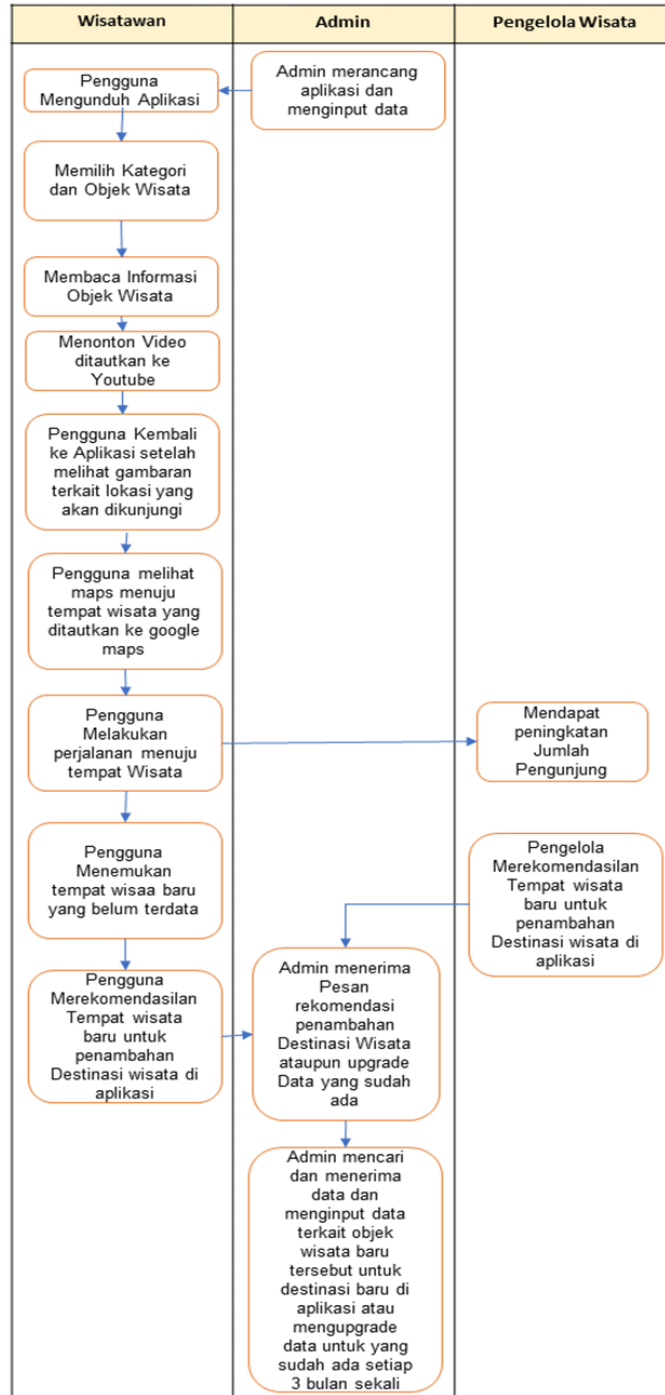 Wisatawan
Admin
Pengelola Wisata
Pengguna
Mengunduh Aplikasi
Admin merancang
aplikasi dan
menginput data
Memilih Kategori
dan Objek Wisata
Membaca Informasi
Objek Wisata
Menonton Video
ditautkan ke
Youtube
Pengguna Kembali
ke Aplikasi setelah
melihat gambaran
terkait lokasi yang
akan dikunjungi
Pengguna melihat
maps menuju
tempat wisata yang
ditautkan ke google
maps
Pengguna
Melakukan
perjalanan menuju
tempat Wisata
Mendapat
peningkatan
Jumlah
Pengunjung
Pengguna
Menemukan
tempat wisaa baru
yang belum terdata
Pengelola
Merekomendasilan
Tempat wisata
baru untuk
penambahan
Destinasi wisata di
aplikasi
Pengguna
Merekomendasilan
Tempat wisata
baru untuk
penambahan
Destinasi wisata di
aplikasi
Admin menerima
Pesan
rekomendasi
penambahan
Destinasi Wisata
ataupun upgrade
Data yang sudah
ada
Admin mencari
dan menerima
data dan
menginput data
terkait objek
wisata baru
tersebut untuk
destinasi baru di
aplikasi atau
mengupgrade
data untuk yang
sudah ada setiap
3 bulan sekali